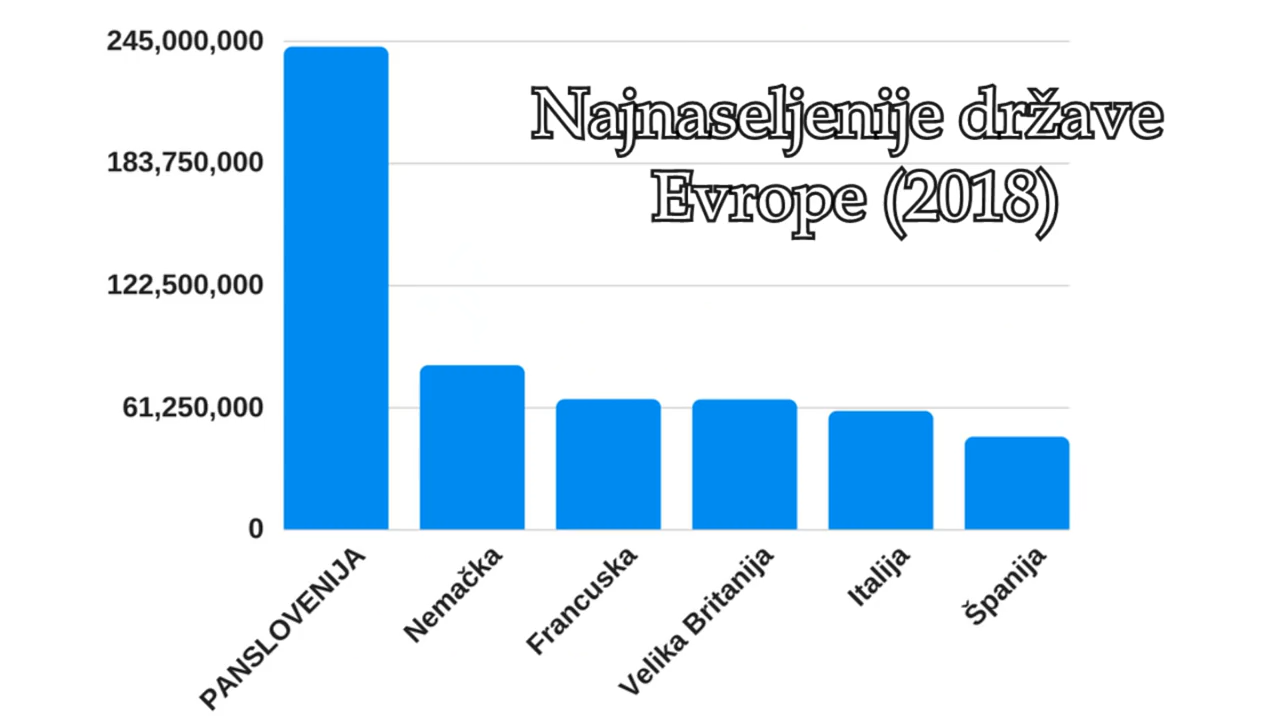 245,000,000
Najnaseljenije države
183,750,000
Evrope (2018)
122,500,000
61,250,000
0
PANSLOVENIJA
Nemačka
Francuska
Velika Britanija
Italija
Španija